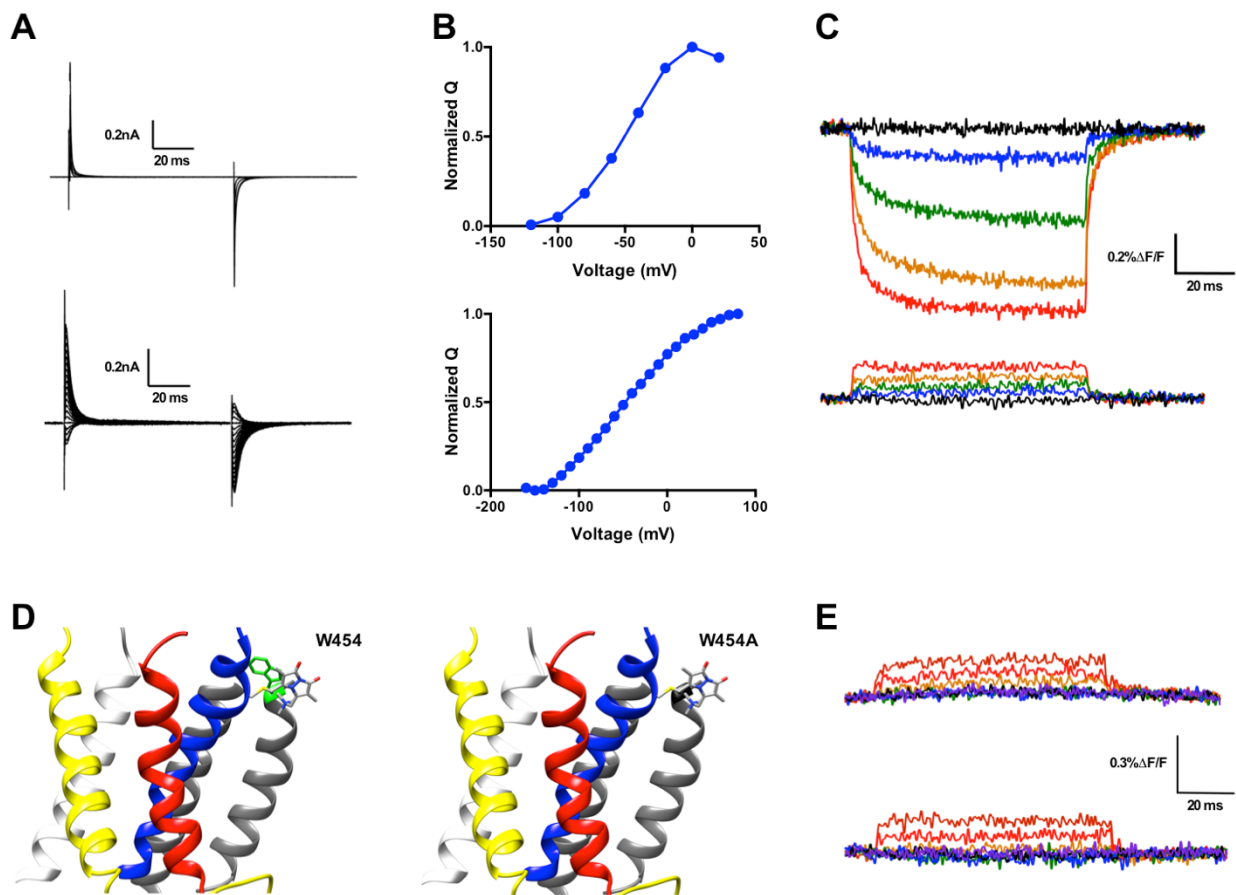 A
0.2nA
20 ms
0.2nA
20 ms
B
Normalized Q
1.0
0.5
0.0
-150
-100
-50
0
50
Voltage (mV)
Normalized Q
1.0
0.5
0.0
-200
-100
0
100
Voltage (mV)
C
0.2%ΔF/F
20 ms
D
W454
W454A
E
0.3%ΔF/F
20 ms